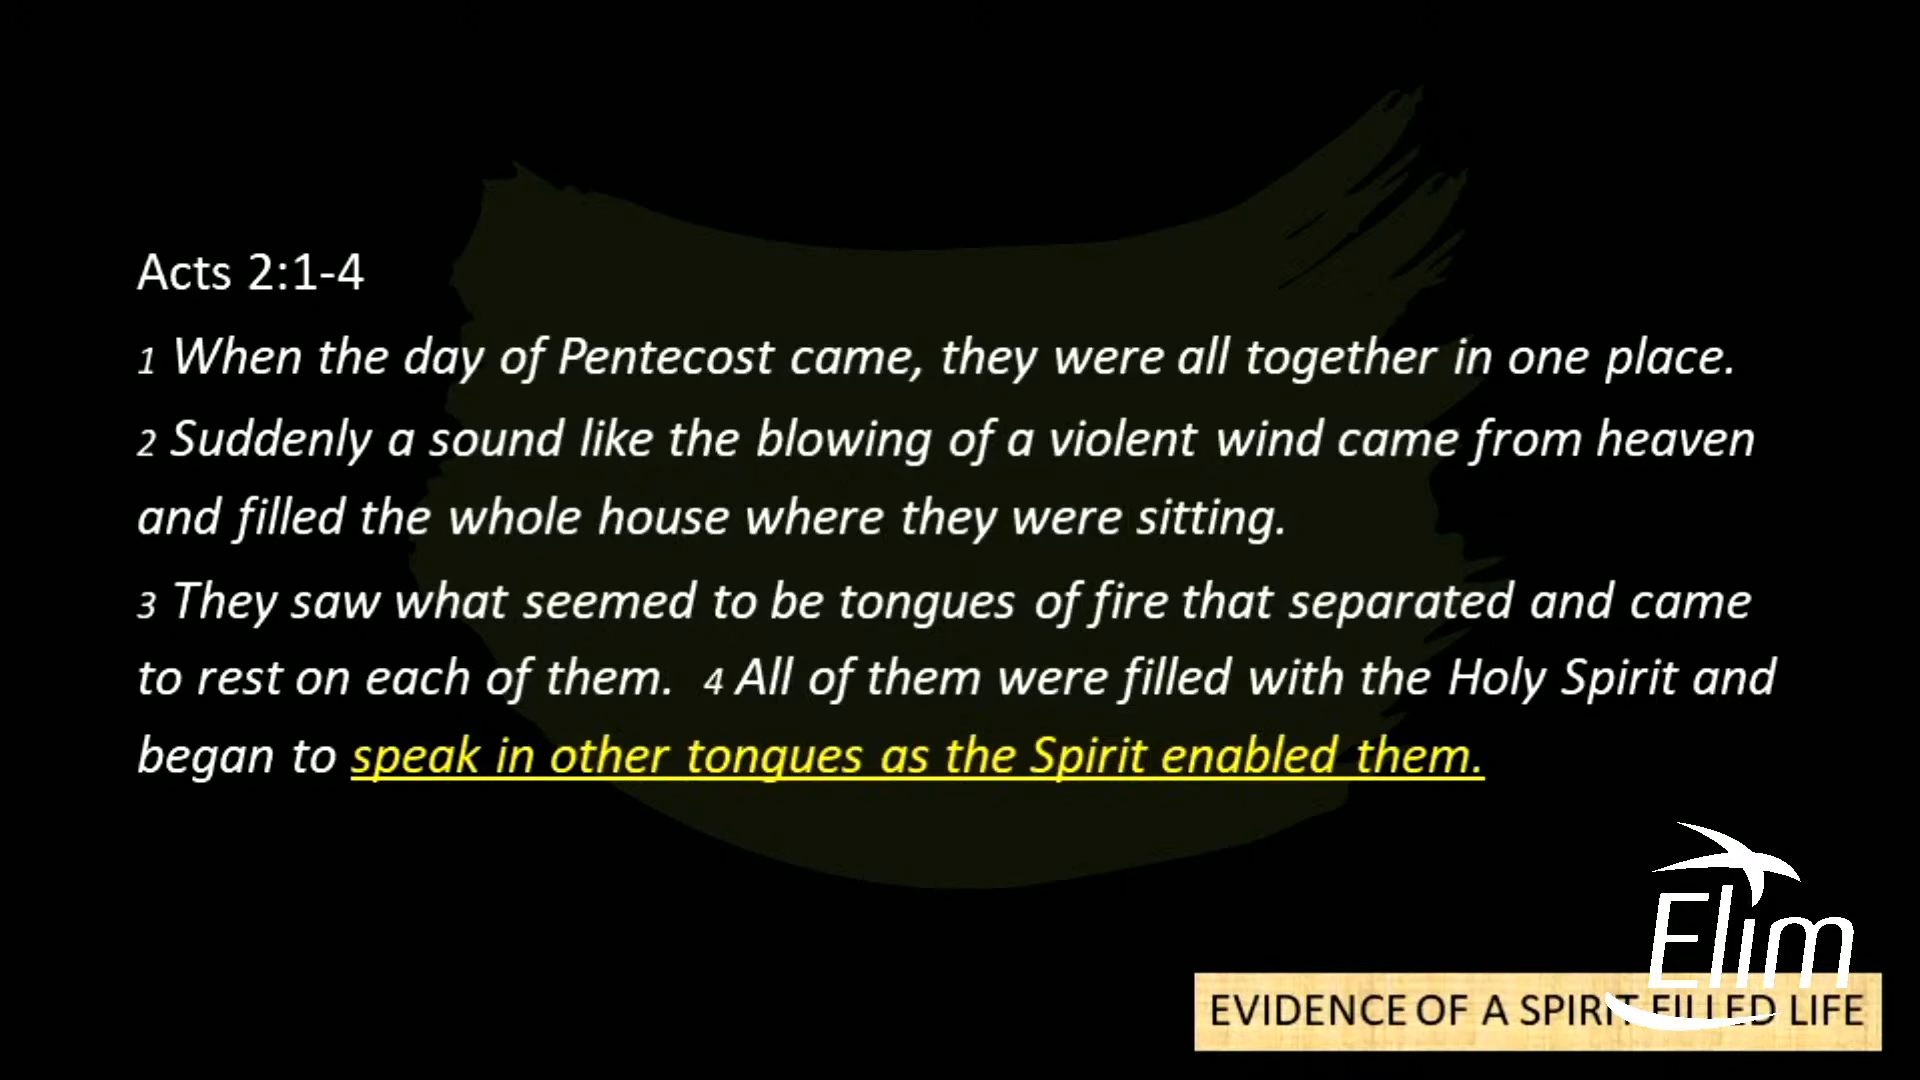 Acts 2:1-4
1 When the day of Pentecost came, they were all together in one place.
2 Suddenly a sound like the blowing of a violent wind came from heaven
and filled the whole house where they were sitting.
3 They saw what seemed to be tongues of fire that separated and came
to rest on each of them. 4 All of them were filled with the Holy Spirit and
began to speak in other tongues as the Spirit enabled them.
Elim
EVIDENCE OF A SPIRIT FILLED LIFE